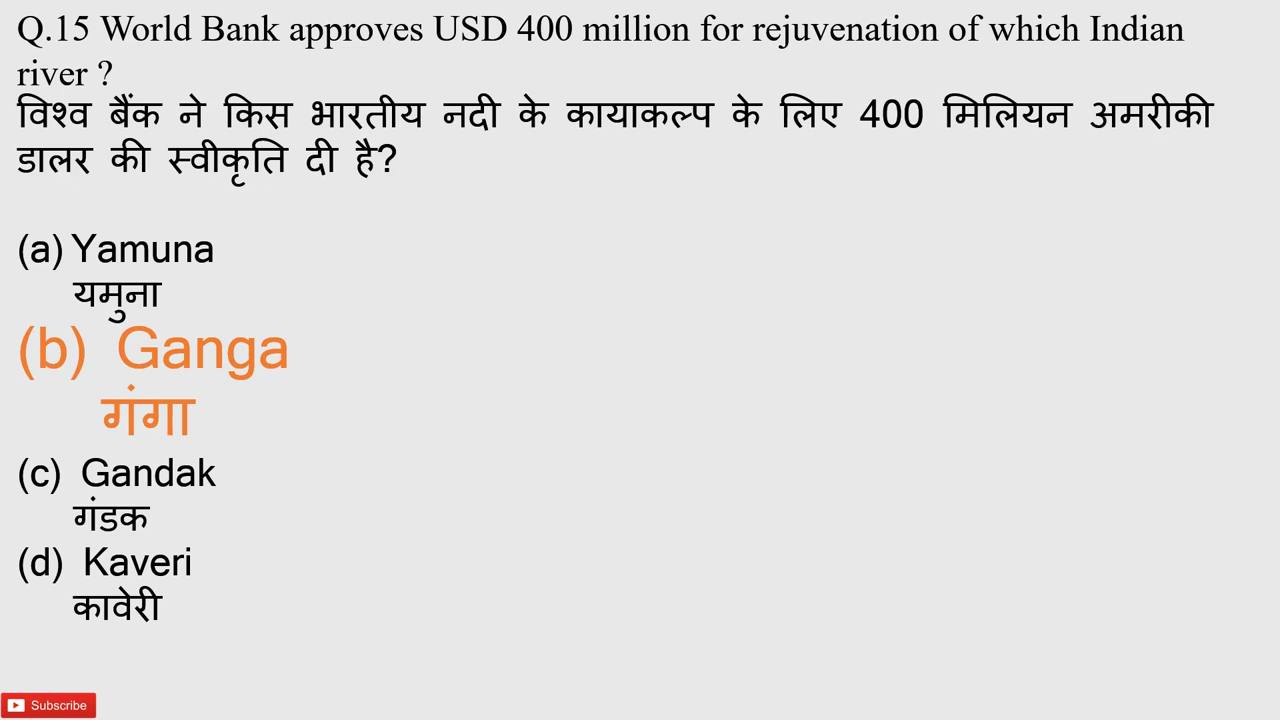 Q.15 World Bank approves USD 400 million for rejuvenation of which Indian
river ?
विश्व बैंक ने किस भारतीय नदी के कायाकल्प के लिए 400 मिलियन अमरीकी
डालर की स्वीकृति दी है?
(a) Yamuna
यमुना
(b) Ganga
गंगा
(c) Gandak
गंडक
(d) Kaveri
कावेरी
Subscribe